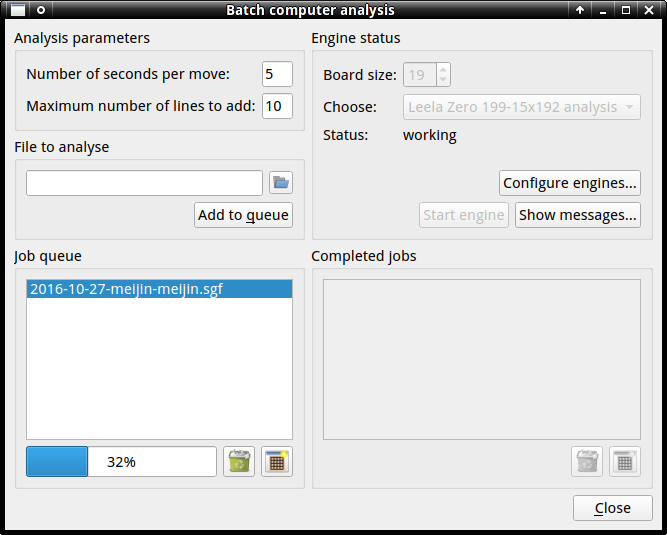 Batch computer analysis
Analysis parameters
Number of seconds per move: 5
Maximum number of lines to add: 10
File to analyse
Add to queue
Engine status
Board size: 19
Choose: Leela Zero 199-15x192 analysis
Status: working
Configure engines...
Start engine Show messages...
Job queue
2016-10-27-meijin-meijin.sgf
32%
Completed jobs
Close